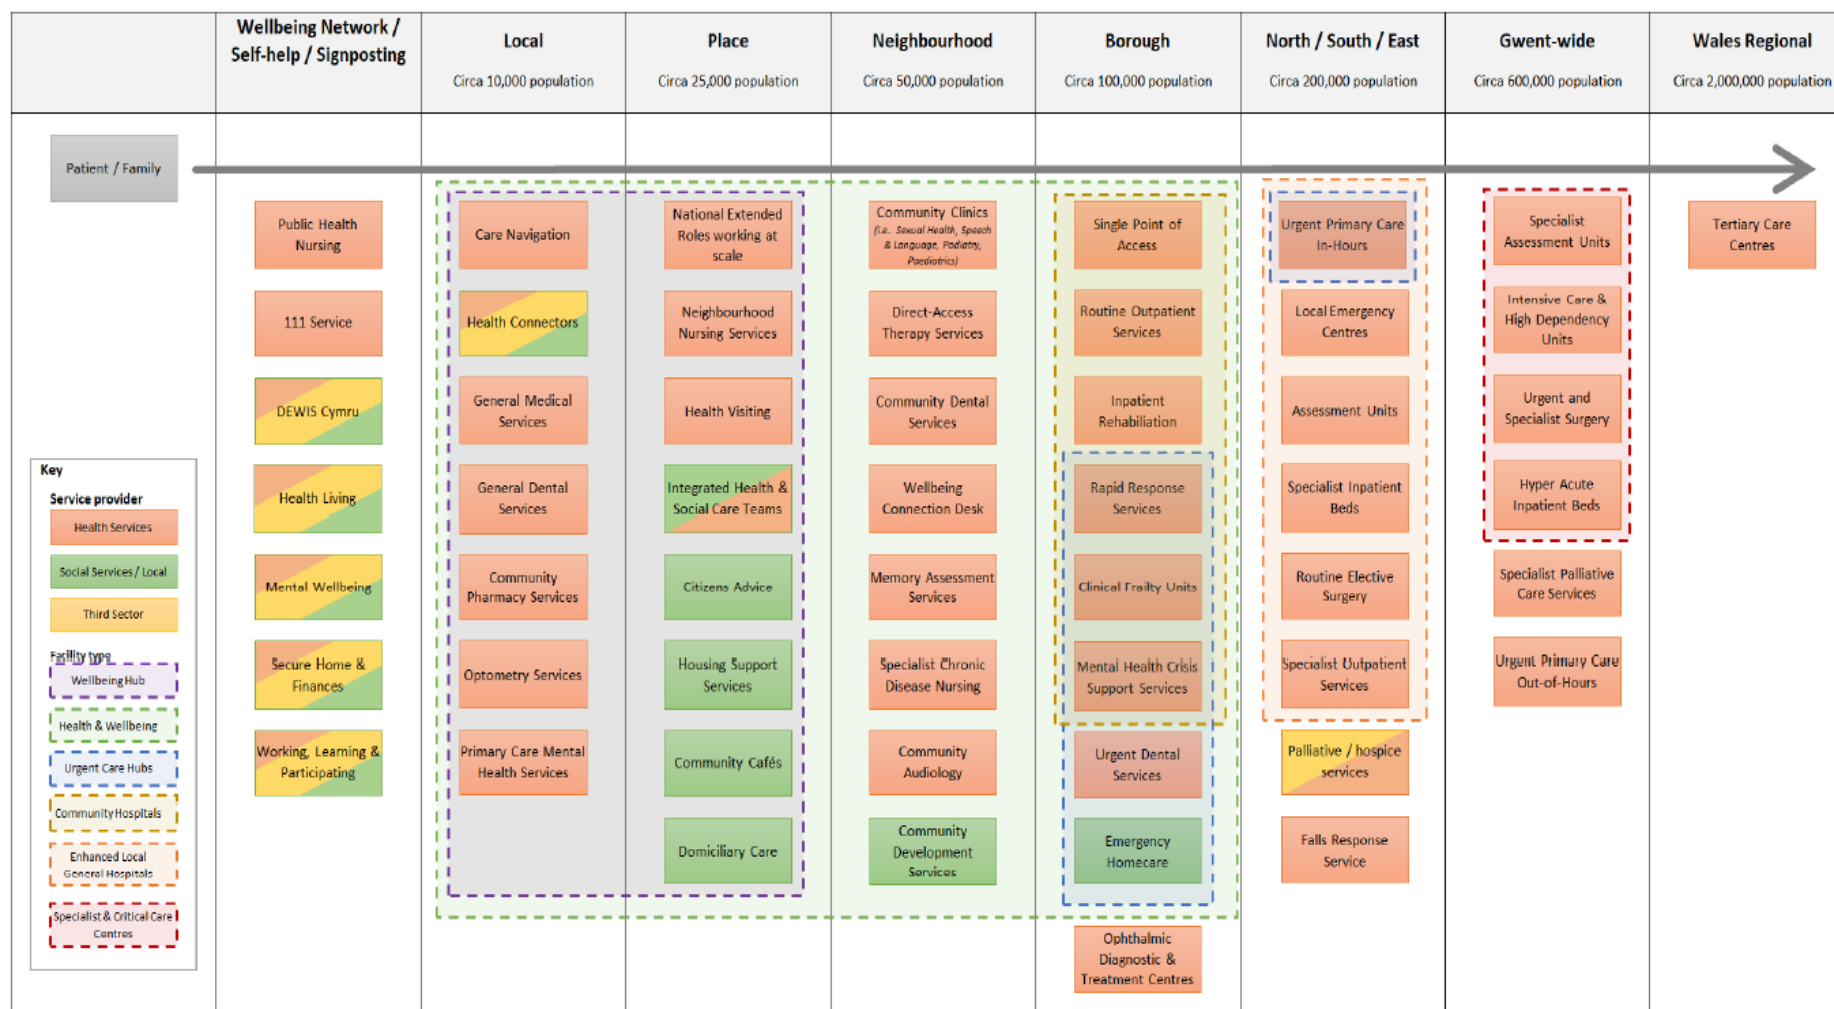 Wellbeing Network /
Self-help / Signposting
Local
Circa 10,000 population
Place
Circa 25,000 population
Neighbourhood
Circa 50,000 population
Borough
Circa 100,000 population
North / South / East
Circa 200,000 population
Gwent-wide
Circa 600,000 population
Wales Regional
Circa 2,000,000 population
Patient / Family
Public Health
Nursing
111 Service
DEWIS Cymru
Health Living
Mental Wellbeing
Secure Home &
Finances
Working, Learning &
Participating
Care Navigation
Health Connectors
General Medical
Services
General Dental
Services
Community
Pharmacy Services
Optometry Services
Primary Care Mental
Health Services
National Extended
Roles working at
scale
Neighbourhood
Nursing Services
Health Visiting
Integrated Health &
Social Care Teams
Citizens Advice
Housing Support
Services
Community Cafés
Domiciliary Care
Community Clinics
(i.e. Sexual Health, Speech
& Language, Podiatry,
Paediatrics)
Direct-Access
Therapy Services
Community Dental
Services
Wellbeing
Connection Desk
Memory Assessment
Services
Specialist Chronic
Disease Nursing
Community
Audiology
Community
Development
Services
Single Point of
Access
Routine Outpatient
Services
Inpatient
Rehabiliation
Rapid Response
Services
Clinical Frailty Units
Mental Health Crisis
Support Services
Urgent Dental
Services
Emergency
Homecare
Ophthalmic
Diagnostic &
Treatment Centres
Urgent Primary Care
In-Hours
Local Emergency
Centres
Assessment Units
Specialist Inpatient
Beds
Routine Elective
Surgery
Specialist Outpatient
Services
Palliative / hospice
services
Falls Response
Service
Specialist
Assessment Units
Intensive Care &
High Dependency
Units
Urgent and
Specialist Surgery
Hyper Acute
Inpatient Beds
Specialist Palliative
Care Services
Urgent Primary Care
Out-of-Hours
Tertiary Care
Centres
Key
Service provider
Health Services
Social Services / Local
Third Sector
Facility type
Wellbeing Hub
Health & Wellbeing
Urgent Care Hubs
Community Hospitals
Enhanced Local
General Hospitals
Specialist & Critical Care
Centres